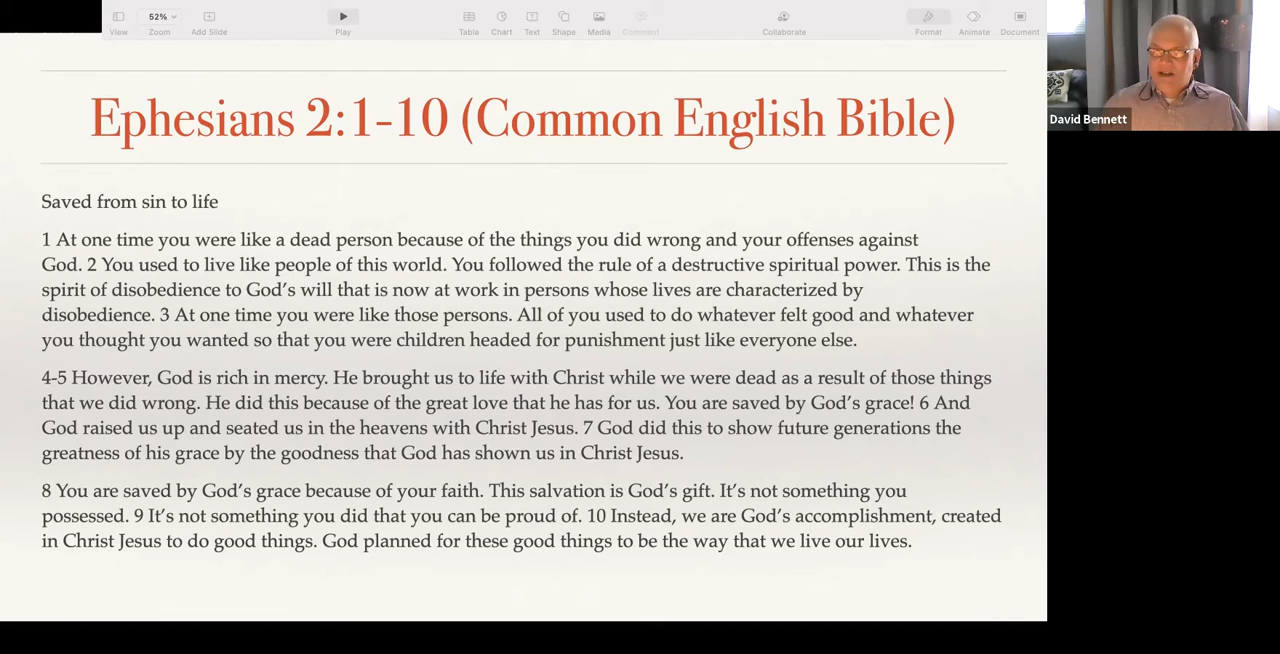 52%
View Zoom Add Slide Play Table Chart Text Shape Media Comment Collaborate Format Animate Document
Ephesians 2:1-10 (Common English Bible)
David Bennett
Saved from sin to life
1 At one time you were like a dead person because of the things you did wrong and your offenses against
God. 2 You used to live like people of this world. You followed the rule of a destructive spiritual power. This is the
spirit of disobedience to God's will that is now at work in persons whose lives are characterized by
disobedience. 3 At one time you were like those persons. All of you used to do whatever felt good and whatever
you thought you wanted so that you were children headed for punishment just like everyone else.
4-5 However, God is rich in mercy. He brought us to life with Christ while we were dead as a result of those things
that we did wrong. He did this because of the great love that he has for us. You are saved by God's grace! 6 And
God raised us up and seated us in the heavens with Christ Jesus. 7 God did this to show future generations the
greatness of his grace by the goodness that God has shown us in Christ Jesus.
8 You are saved by God's grace because of your faith. This salvation is God's gift. It's not something you
possessed. 9 It's not something you did that you can be proud of. 10 Instead, we are God's accomplishment, created
in Christ Jesus to do good things. God planned for these good things to be the way that we live our lives.